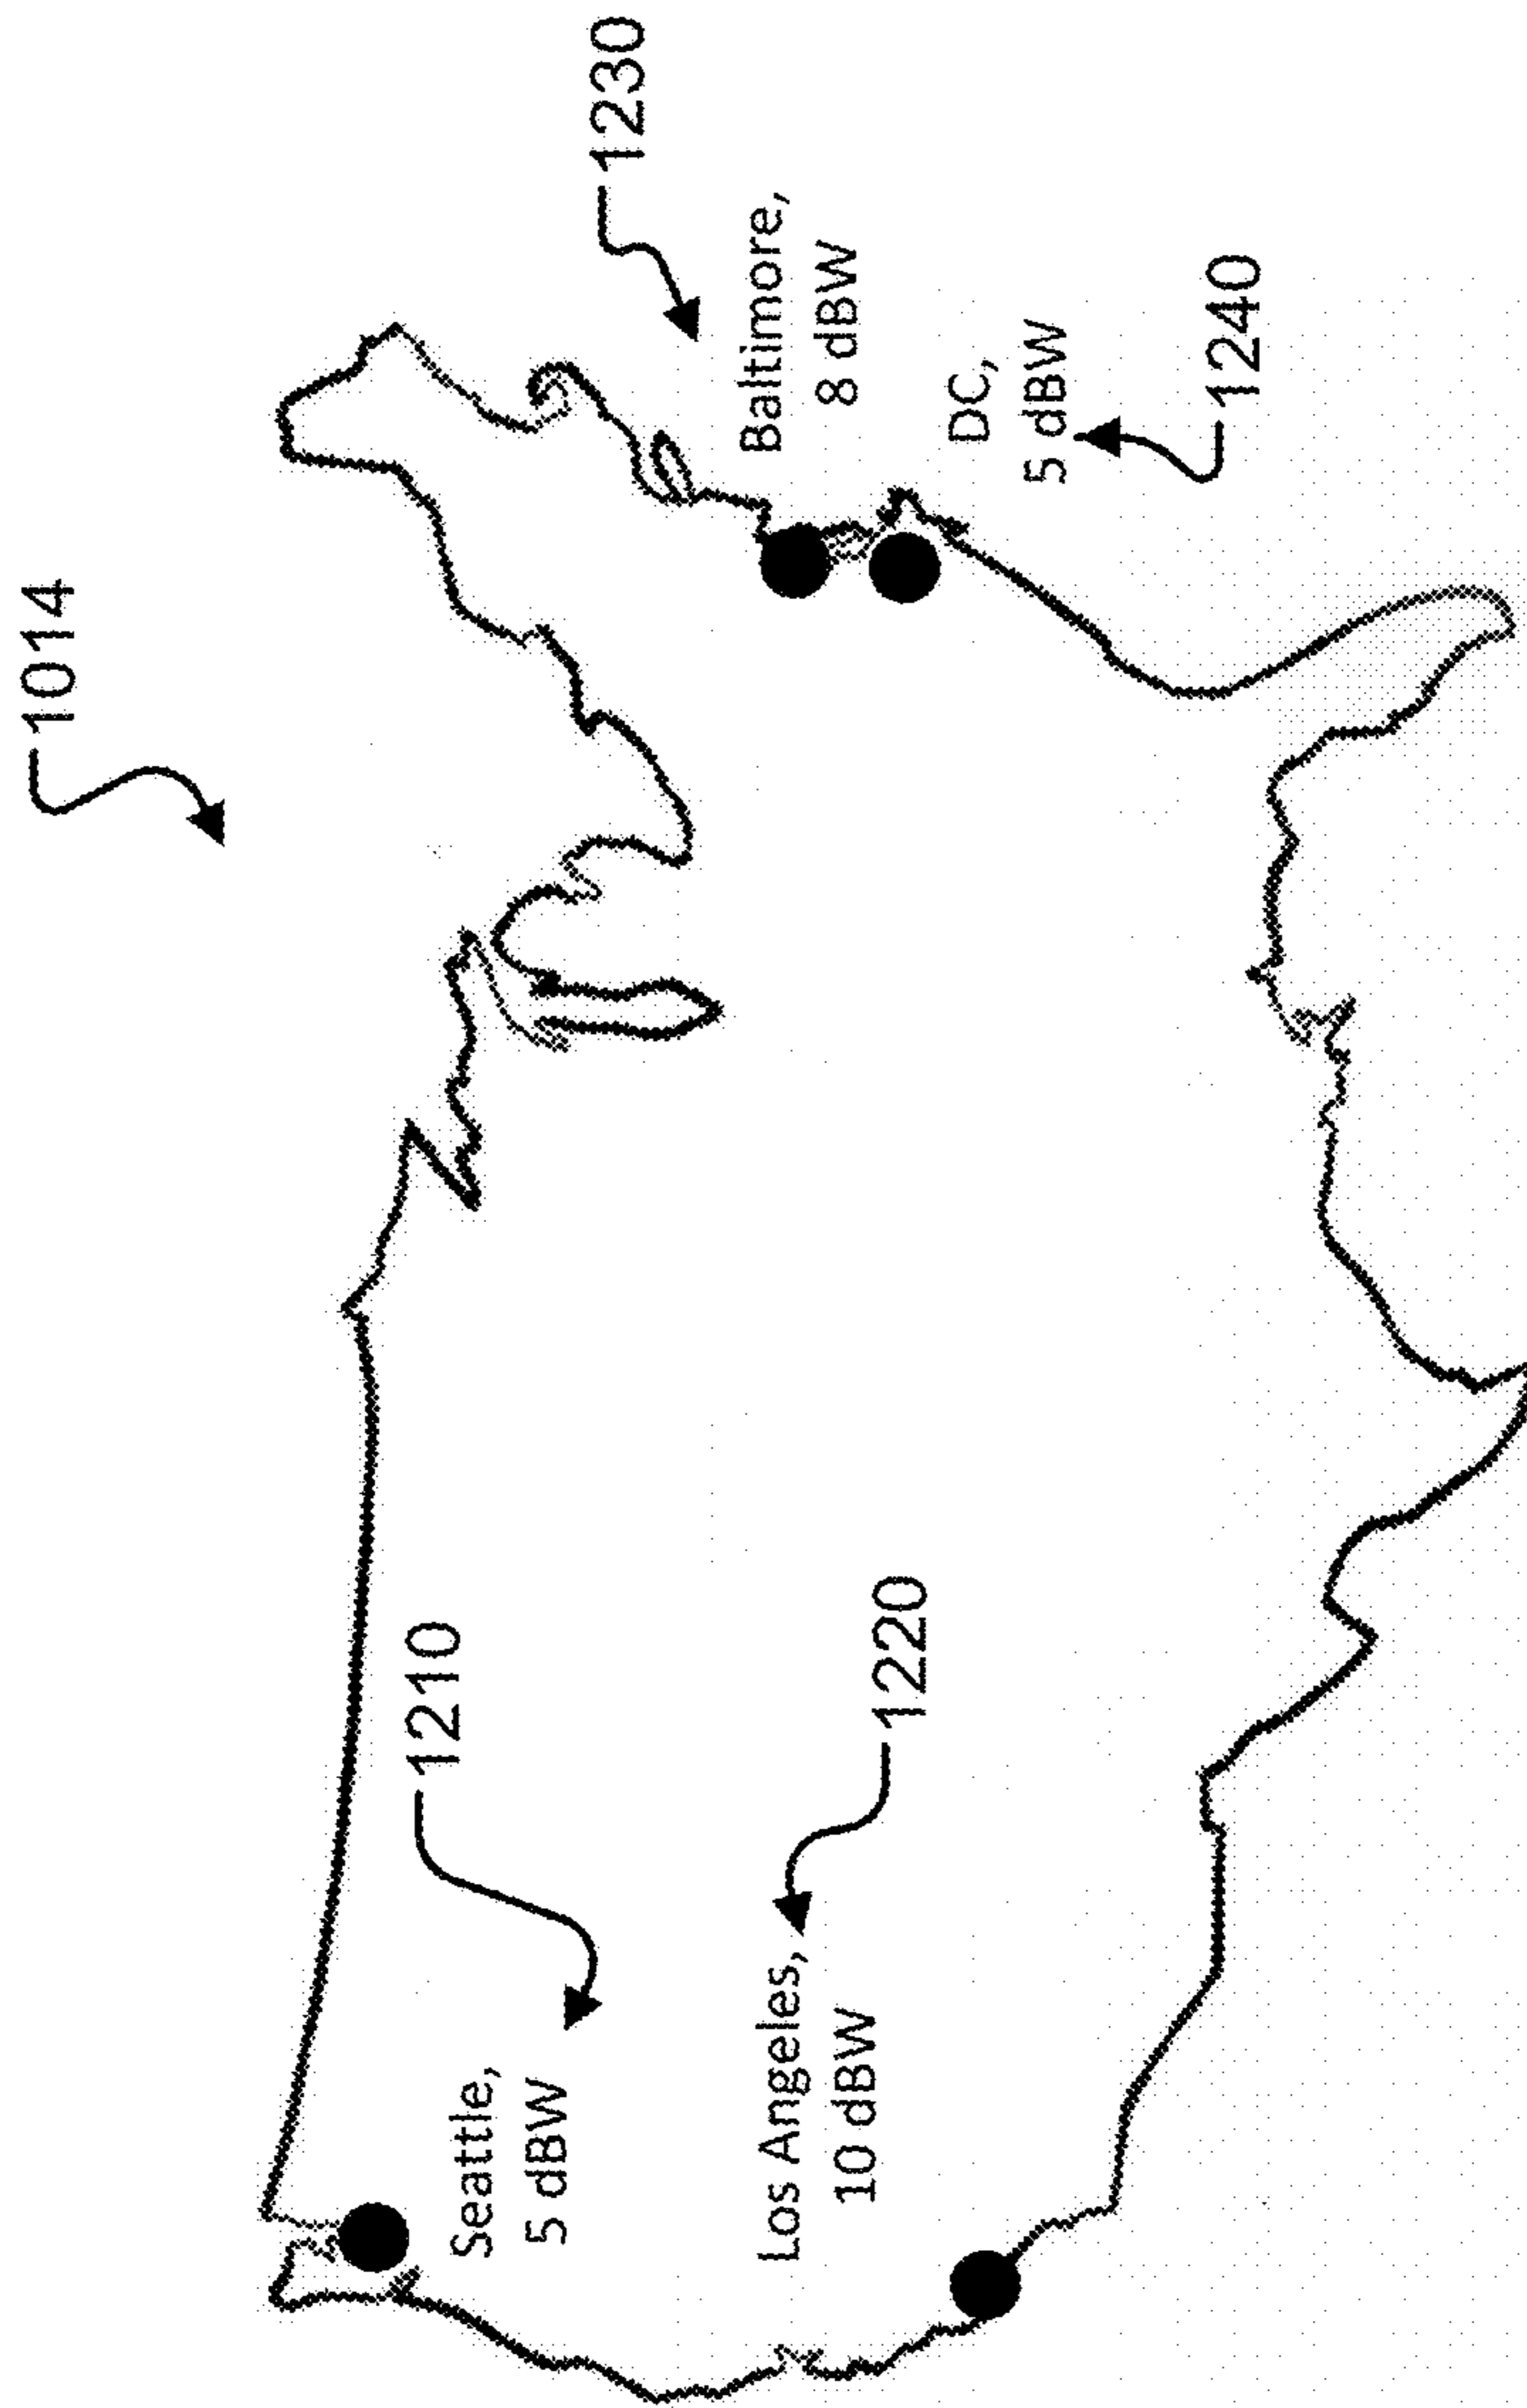 1014
1210
Seattle,
5 dBW
1220
Los Angeles,
10 dBW
1230
Baltimore,
8 dBW
DC,
5 dBW
1240